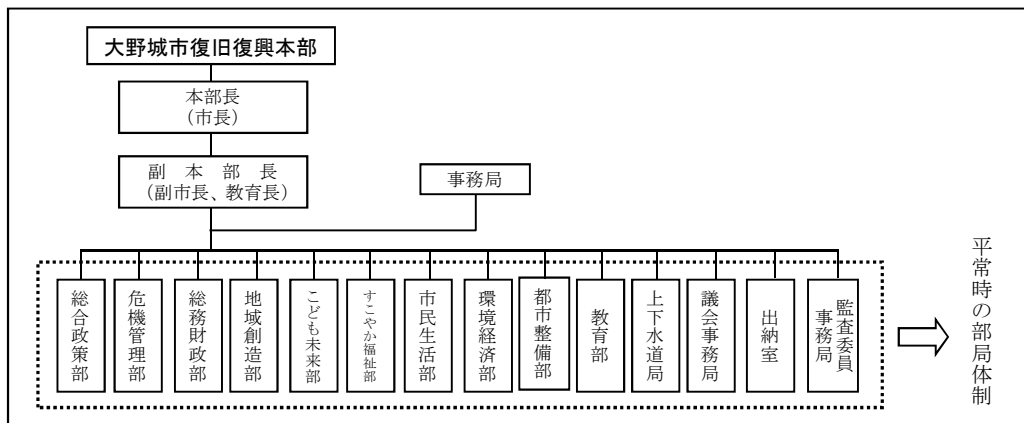 大野城市復旧復興本部
本部長
（市長）
副本部長
（副市長、教育長）
事務局
総合政策部
危機管理部
総務財政部
地域創造部
こども未来部
すこやか福祉部
市民生活部
環境経済部
都市整備部
教育部
上下水道局
議会事務局
出納室
監査委員
事務局
平常時の部局体制